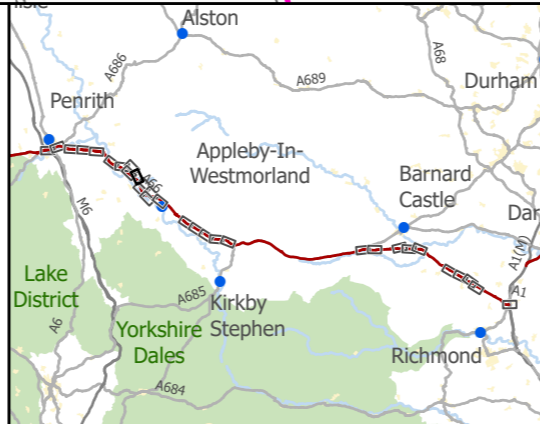 Alston
A686
A68
A689
Durham
Penrith
Appleby-In-
Westmorland
A66
Barnard
Castle
M6
A1(M)
Lake
District
A1
A685
Kirkby
Stephen
A6
Yorkshire
Dales
Richmond
A684